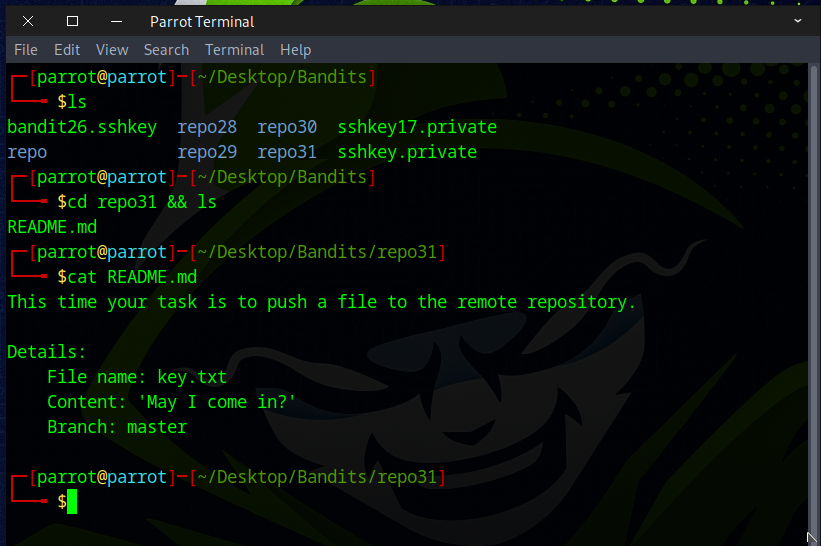 Parrot Terminal
File Edit View Search Terminal Help
┌─[parrot@parrot]─[~/Desktop/Bandits]
└──╼ $ls
bandit26.sshkey  repo28  repo30  sshkey17.private
repo             repo29  repo31  sshkey.private
┌─[parrot@parrot]─[~/Desktop/Bandits]
└──╼ $cd repo31 && ls
README.md
┌─[parrot@parrot]─[~/Desktop/Bandits/repo31]
└──╼ $cat README.md
This time your task is to push a file to the remote repository.
Details:
    File name: key.txt
    Content: 'May I come in?'
    Branch: master
┌─[parrot@parrot]─[~/Desktop/Bandits/repo31]
└──╼ $